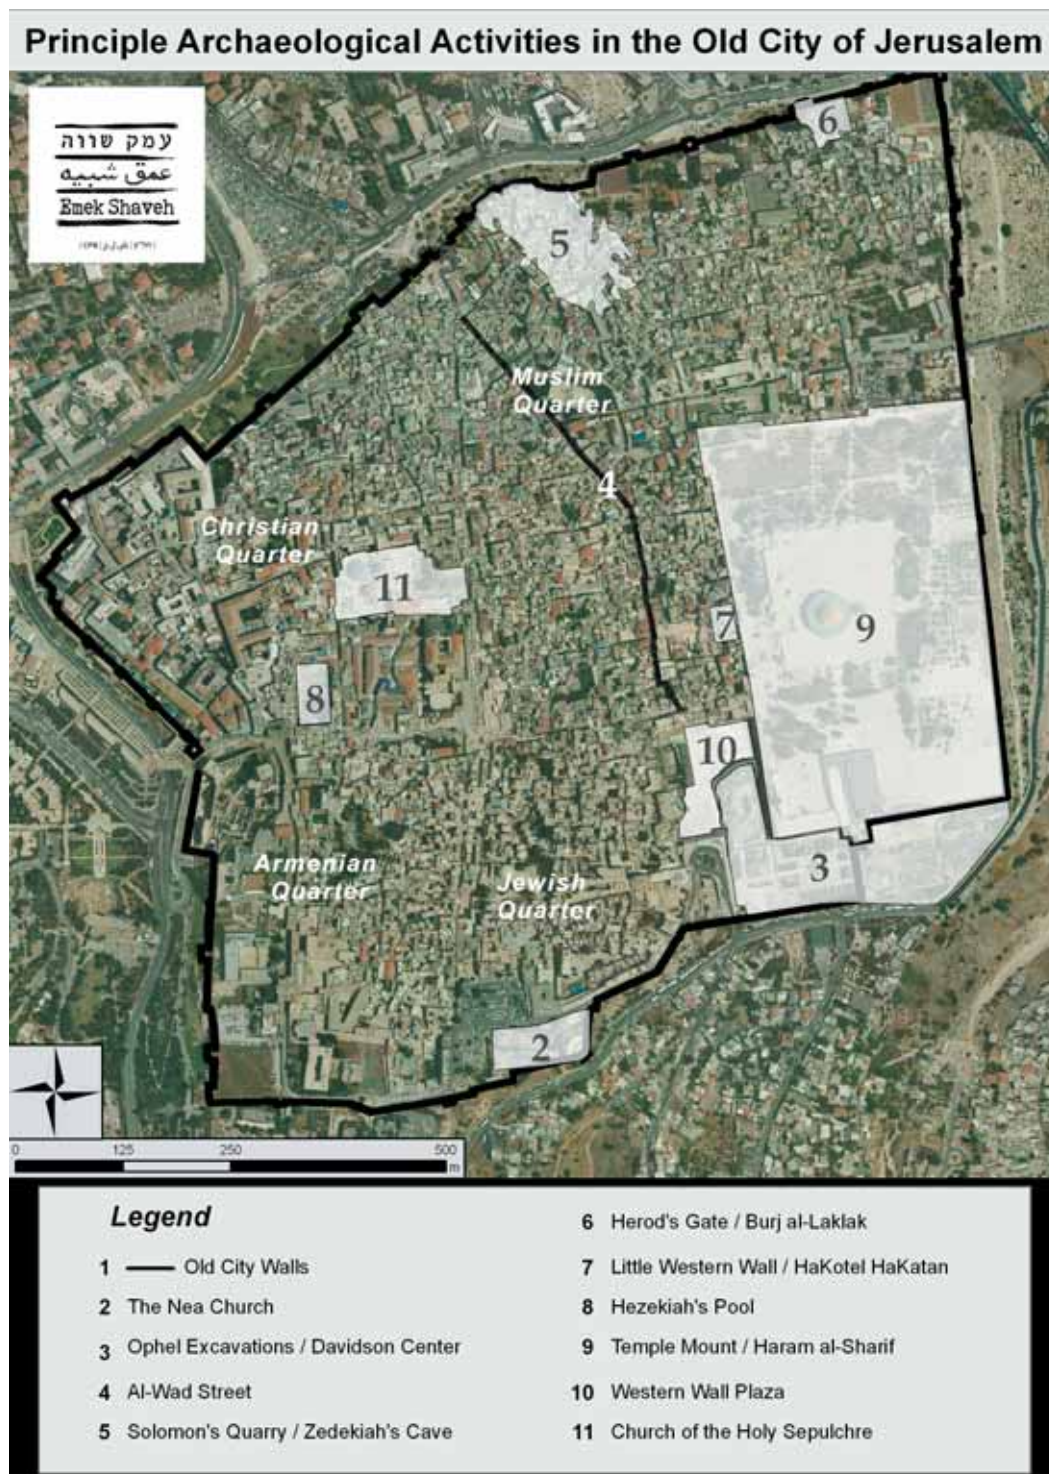 Principle Archaeological Activities in the Old City of Jerusalem
עמק שווה
عمق شبيه
Emek Shaveh
6
5
Muslim
Quarter
4
Christian
Quarter
11
7
9
8
10
Armenian
Quarter
Jewish
Quarter
3
2
0 125 250 500
m
Legend
1 Old City Walls
2 The Nea Church
3 Ophel Excavations / Davidson Center
4 Al-Wad Street
5 Solomon's Quarry / Zedekiah's Cave
6 Herod's Gate / Burj al-Laklak
7 Little Western Wall / HaKotel HaKatan
8 Hezekiah's Pool
9 Temple Mount / Haram al-Sharif
10 Western Wall Plaza
11 Church of the Holy Sepulchre